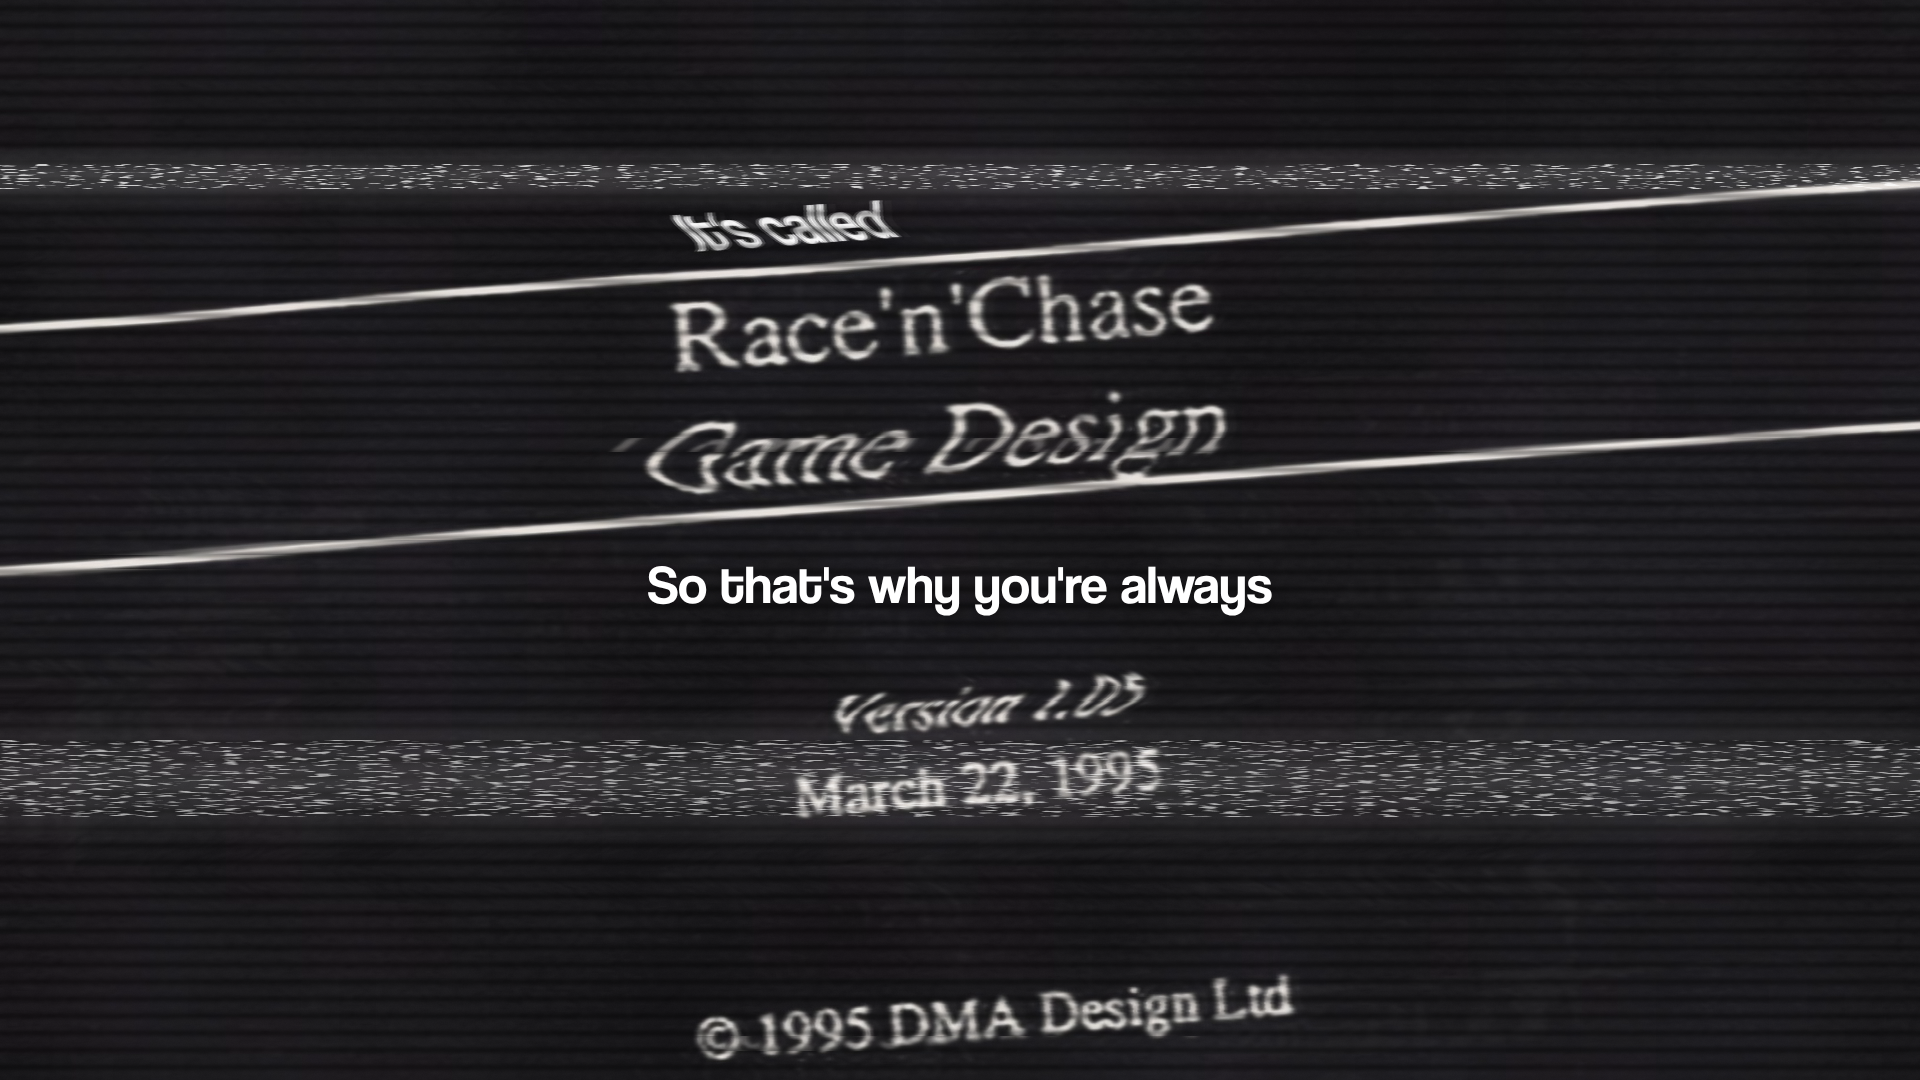 It's called
Race'n'Chase
Game Design
So that's why you're always
Version 1.05
March 22, 1995
© 1995 DMA Design Ltd